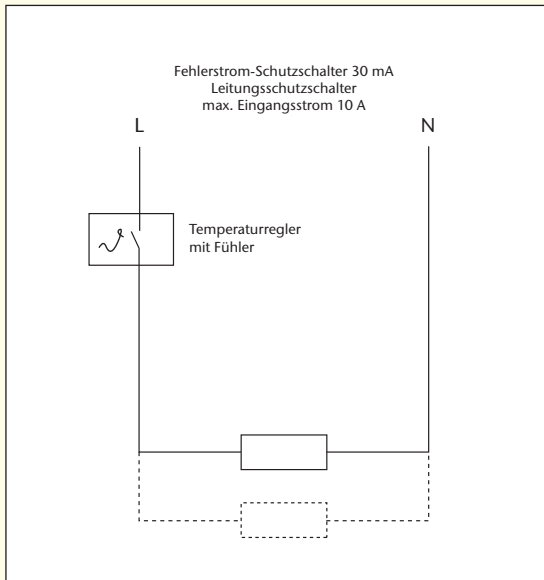 Fehlerstrom-Schutzschalter 30 mA
Leitungsschutzschalter
max. Eingangsstrom 10 A
L
N
Temperaturregler
mit Fühler